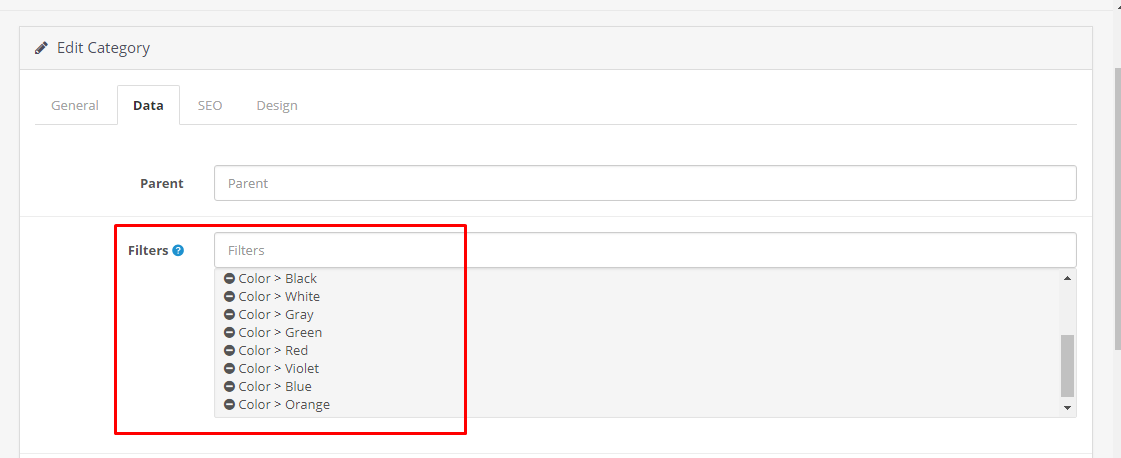 Edit Category
General Data SEO Design
Parent Parent
Filters ? Filters
Color > Black
Color > White
Color > Gray
Color > Green
Color > Red
Color > Violet
Color > Blue
Color > Orange